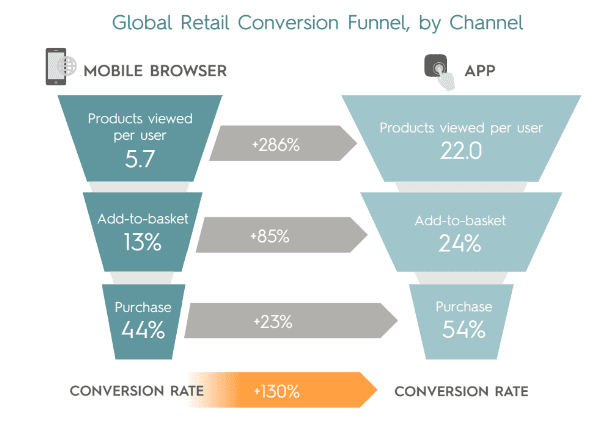 Global Retail Conversion Funnel, by Channel
MOBILE BROWSER
APP
Products viewed
per user
5.7
+286%
Products viewed per user
22.0
Add-to-basket
13%
+85%
Add-to-basket
24%
Purchase
44%
+23%
Purchase
54%
CONVERSION RATE
+130%
CONVERSION RATE